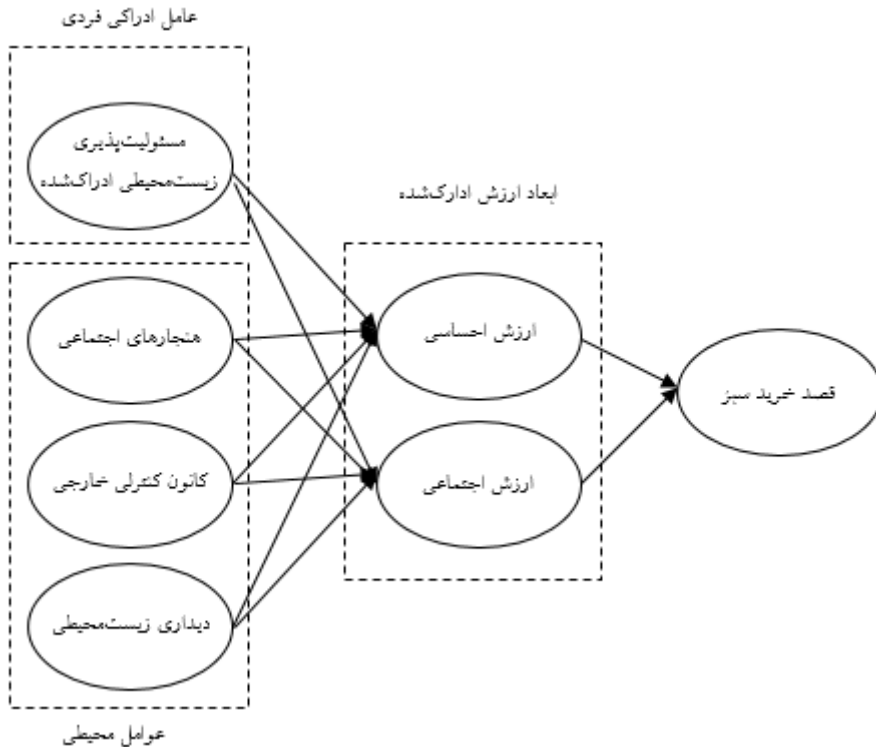 عامل ادراکی فردی
مسئولیت‌پذیری
زیست‌محیطی ادراک‌شده
ابعاد ارزش ادارک‌شده
هنجارهای اجتماعی
ارزش احساسی
قصد خرید سبز
کانون کنترلی خارجی
ارزش اجتماعی
دیداری زیست‌محیطی
عوامل محیطی